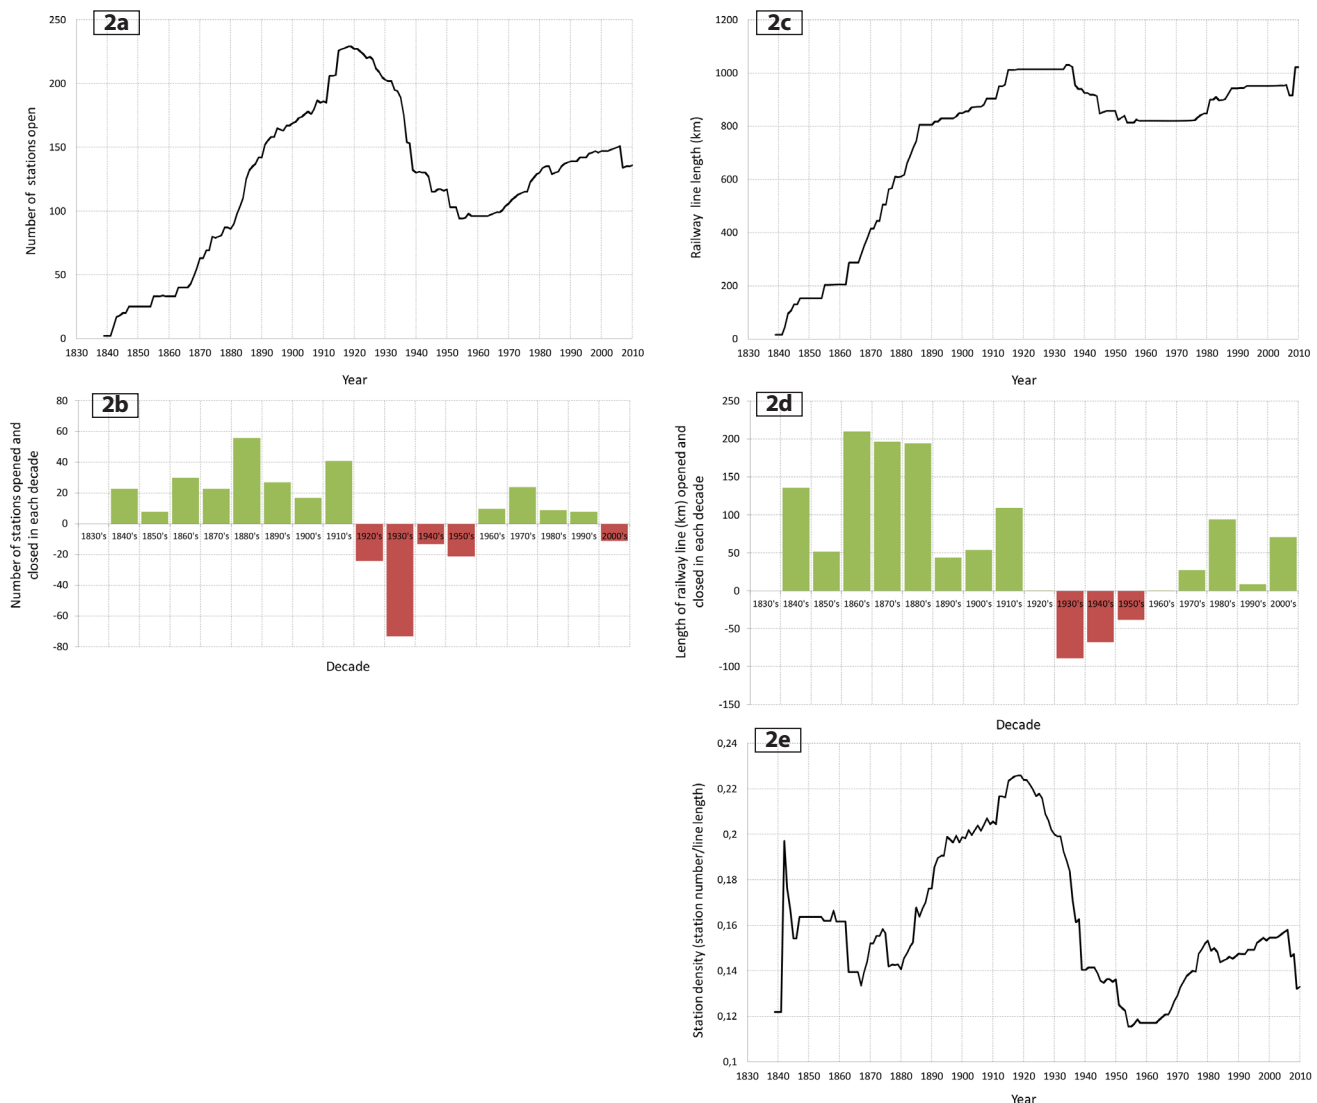 2a
250
200
150
100
50
0
Number of stations open
1830 1840 1850 1860 1870 1880 1890 1900 1910 1920 1930 1940 1950 1960 1970 1980 1990 2000 2010
Year
2b
80
60
40
20
0
-20
-40
-60
-80
Number of stations opened and
closed in each decade
1830's 1840's 1850's 1860's 1870's 1880's 1890's 1900's 1910's 1920's 1930's 1940's 1950's 1960's 1970's 1980's 1990's 2000's
Decade
2c
1200
1000
800
600
400
200
0
Railway line length (km)
1830 1840 1850 1860 1870 1880 1890 1900 1910 1920 1930 1940 1950 1960 1970 1980 1990 2000 2010
Year
2d
250
200
150
100
50
0
-50
-100
-150
Length of railway line (km) opened and
closed in each decade
1830's 1840's 1850's 1860's 1870's 1880's 1890's 1900's 1910's 1920's 1930's 1940's 1950's 1960's 1970's 1980's 1990's 2000's
Decade
2e
0,24
0,22
0,2
0,18
0,16
0,14
0,12
0,1
Station density (station number/line length)
1830 1840 1850 1860 1870 1880 1890 1900 1910 1920 1930 1940 1950 1960 1970 1980 1990 2000 2010
Year